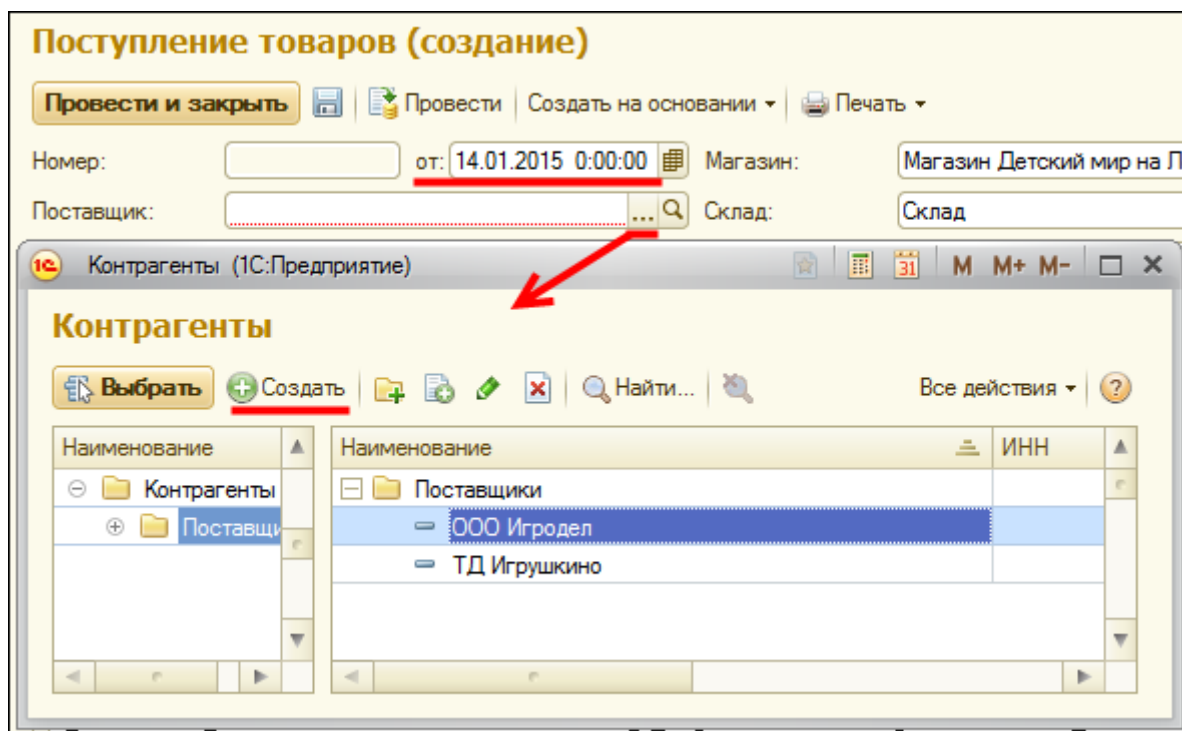 Поступление товаров (создание)
Провести и закрыть Провести Создать на основании Печать
Номер: от: 14.01.2015 0:00:00 Магазин: Магазин Детский мир на Л
Поставщик: ... Склад: Склад
1С Контрагенты (1С:Предприятие) 31 M M+ M-
Контрагенты
Выбрать Создать Найти... Все действия ?
Наименование Наименование ИНН
Контрагенты Поставщики
Поставщи ООО Игродел
ТД Игрушкино